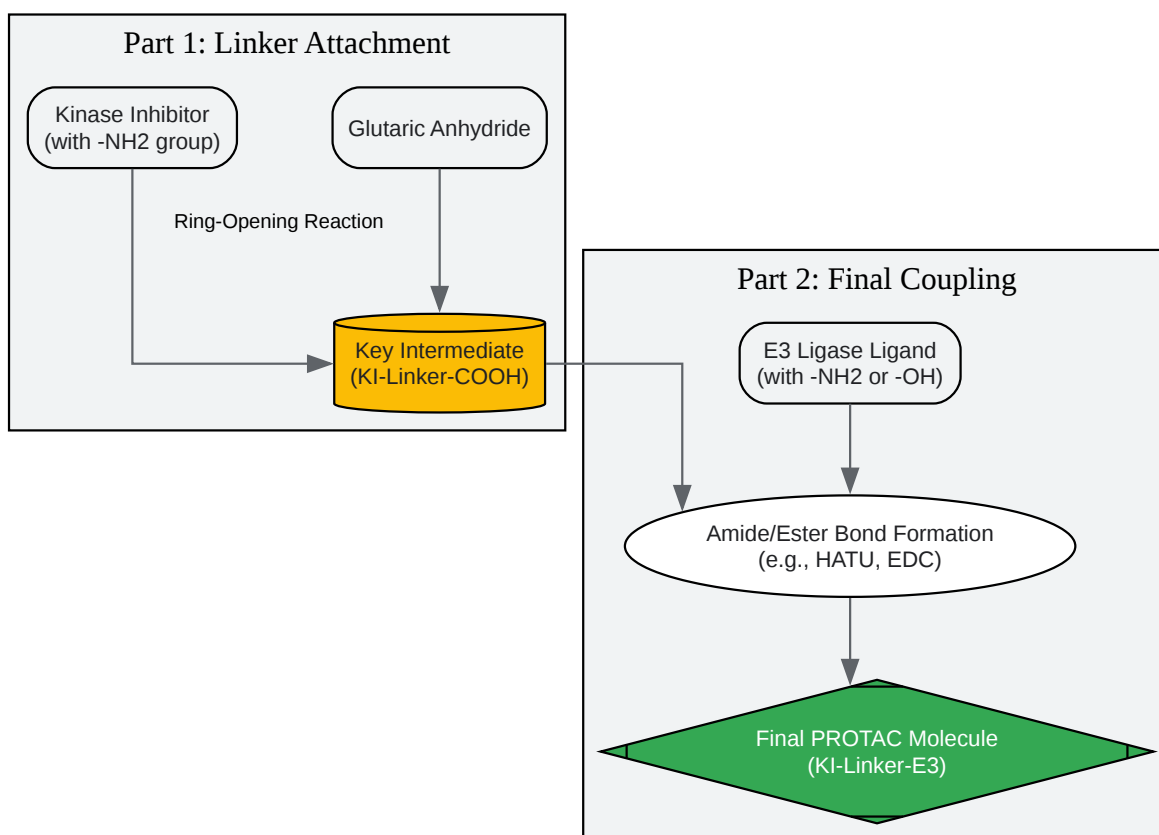 Part 1: Linker Attachment
Kinase Inhibitor
(with -NH2 group)
Glutaric Anhydride
Ring-Opening Reaction
Key Intermediate
(KI-Linker-COOH)
Part 2: Final Coupling
E3 Ligase Ligand
(with -NH2 or -OH)
Amide/Ester Bond Formation
(e.g., HATU, EDC)
Final PROTAC Molecule
(KI-Linker-E3)